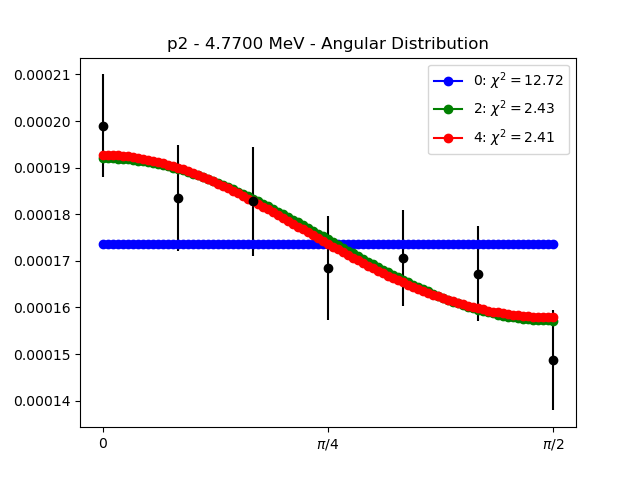 p2 - 4.7700 MeV - Angular Distribution
0.00021
0.00020
0.00019
0.00018
0.00017
0.00016
0.00015
0.00014
0: χ² = 12.72
2: χ² = 2.43
4: χ² = 2.41
0
π/4
π/2